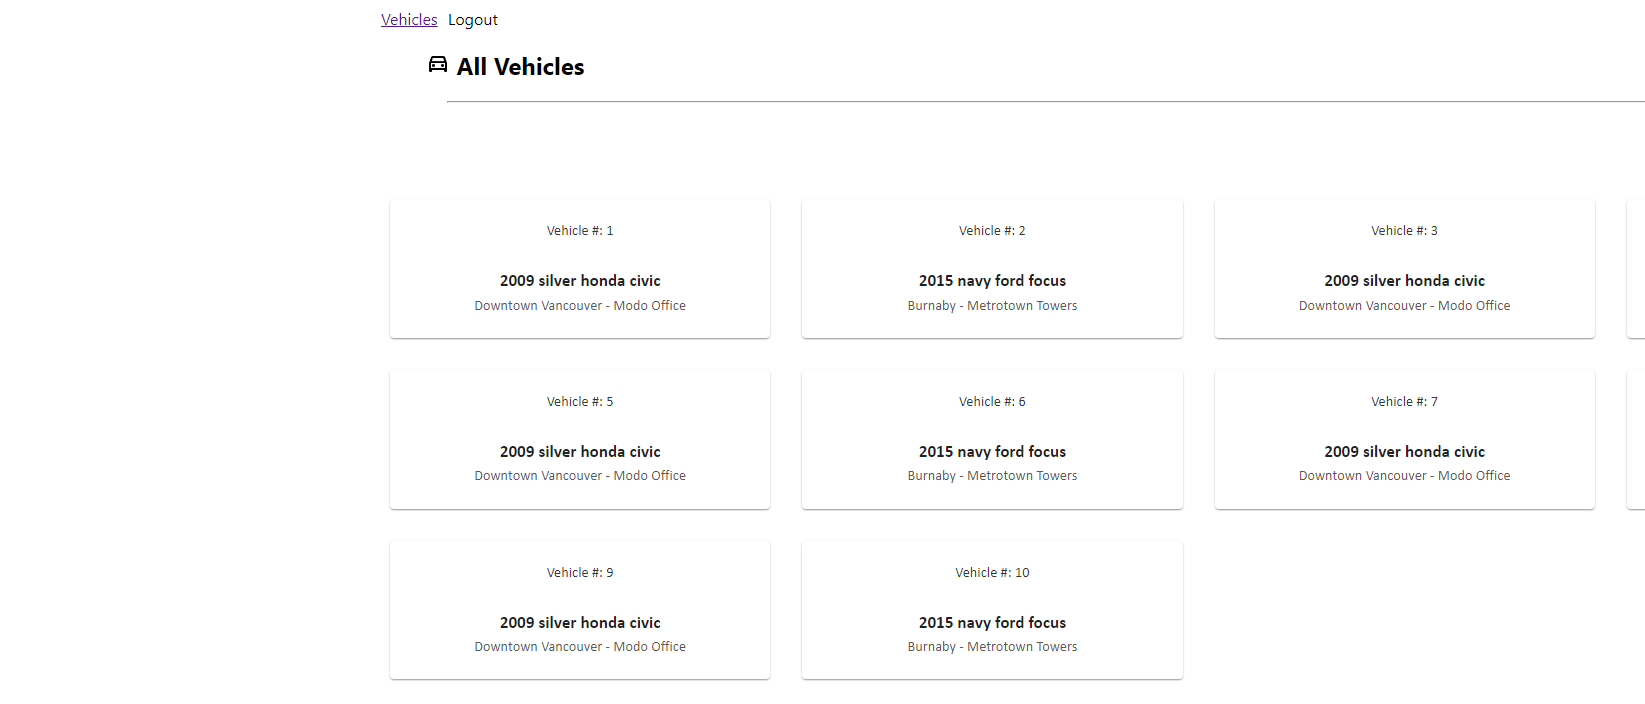 Vehicles Logout
All Vehicles
Vehicle #: 1
2009 silver honda civic
Downtown Vancouver - Modo Office
Vehicle #: 2
2015 navy ford focus
Burnaby - Metrotown Towers
Vehicle #: 3
2009 silver honda civic
Downtown Vancouver - Modo Office
Vehicle #: 5
2009 silver honda civic
Downtown Vancouver - Modo Office
Vehicle #: 6
2015 navy ford focus
Burnaby - Metrotown Towers
Vehicle #: 7
2009 silver honda civic
Downtown Vancouver - Modo Office
Vehicle #: 9
2009 silver honda civic
Downtown Vancouver - Modo Office
Vehicle #: 10
2015 navy ford focus
Burnaby - Metrotown Towers